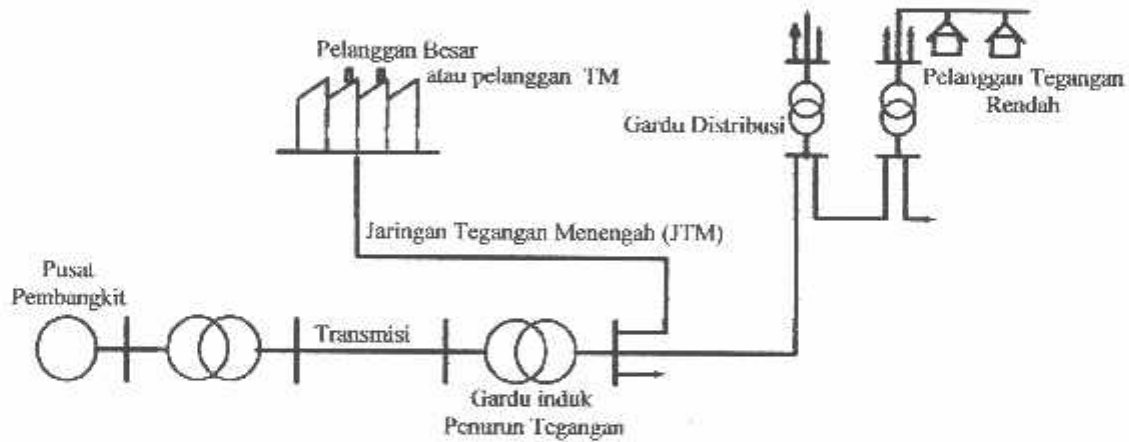 Pelanggan Besar
atau pelanggan TM
Pelanggan Tegangan
Rendah
Gardu Distribusi
Jaringan Tegangan Menengah (JTM)
Pusat
Pembangkit
Transmisi
Gardu induk
Penurun Tegangan